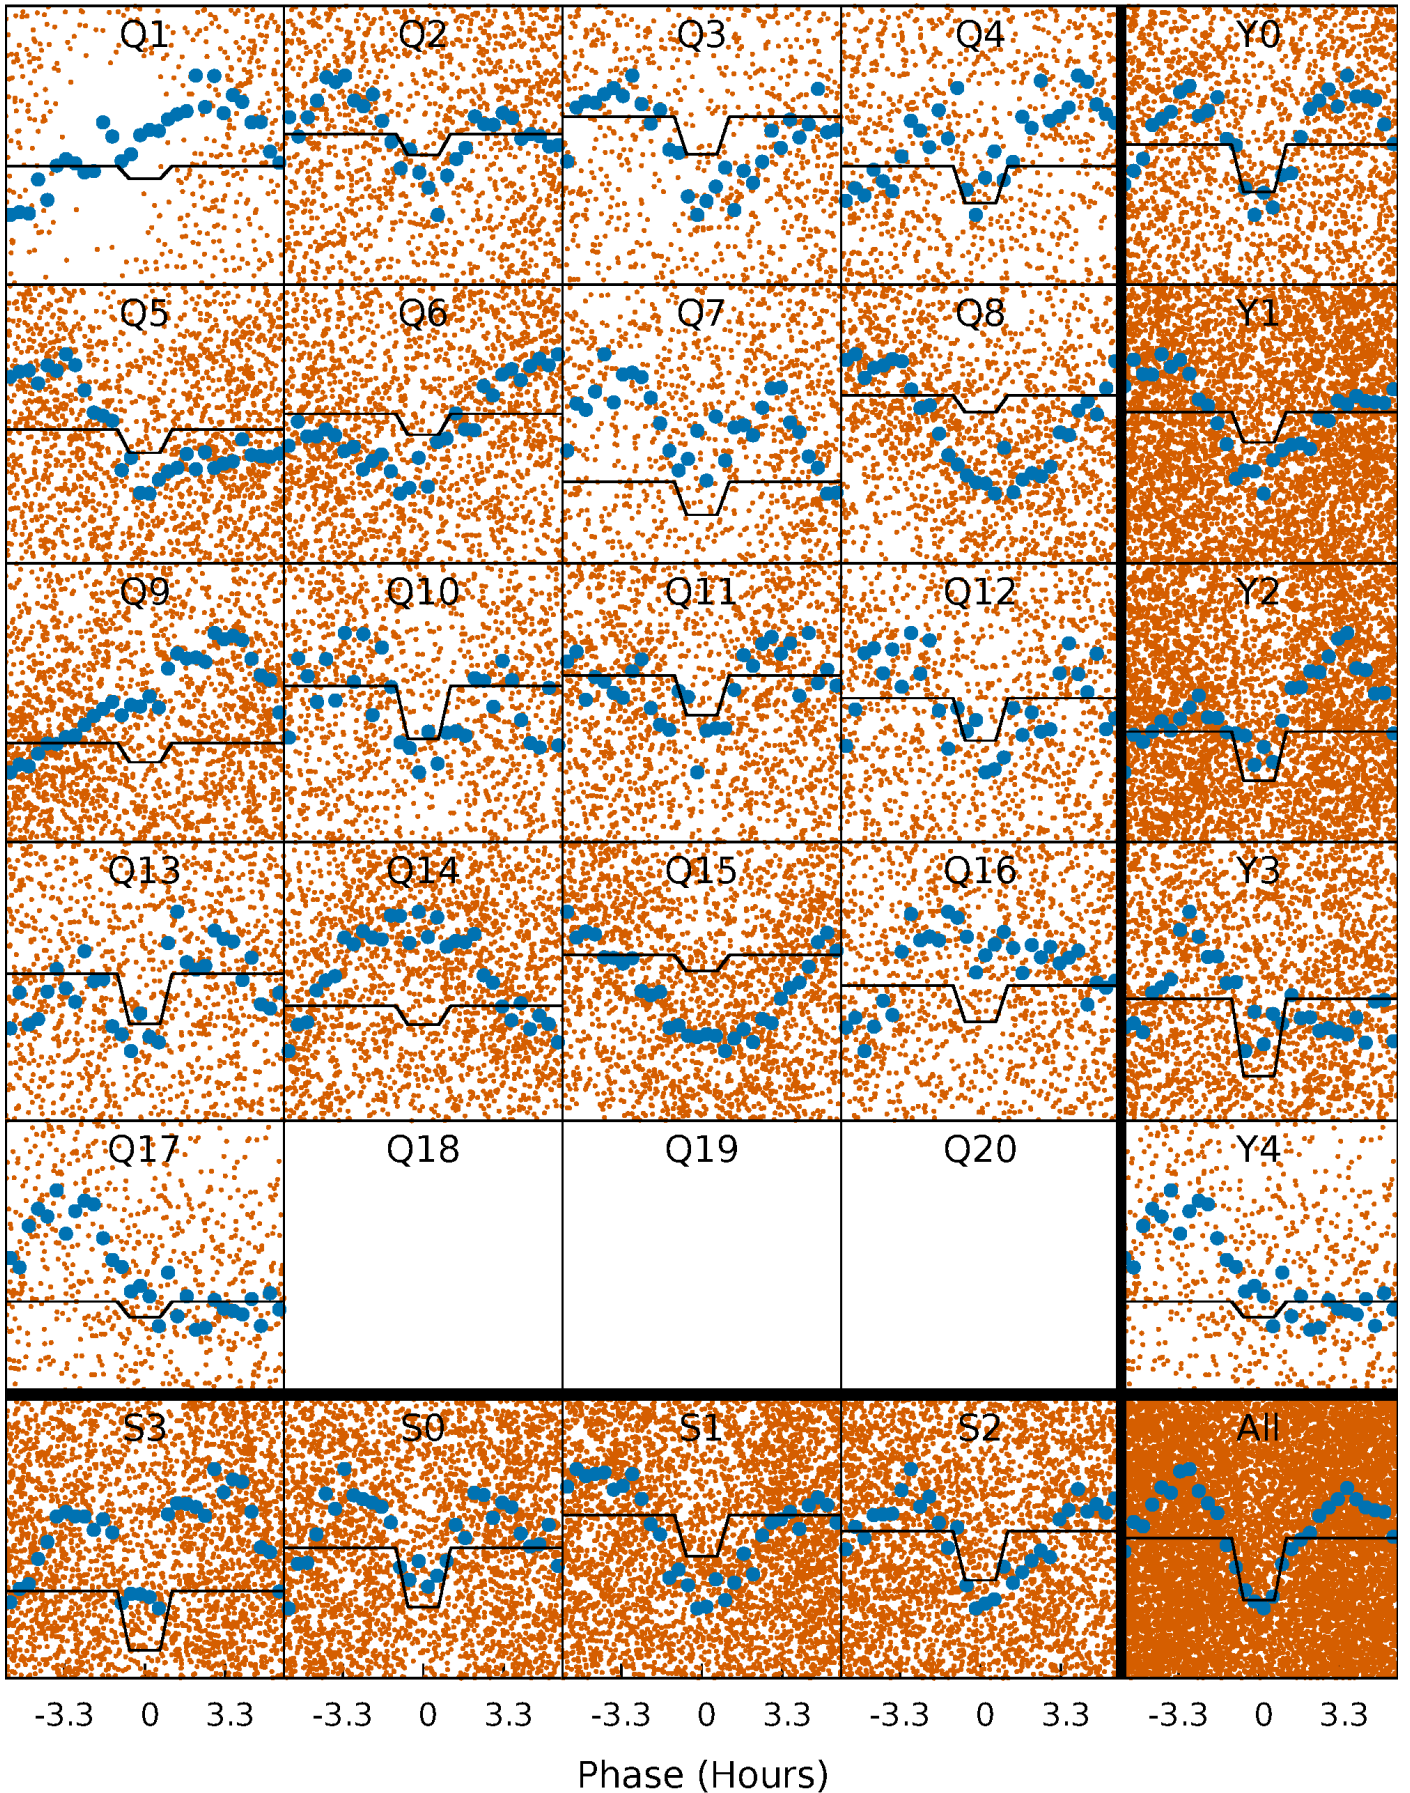 Q1 Q2 Q3 Q4 Y0
Q5 Q6 Q7 Q8 Y1
Q9 Q10 Q11 Q12 Y2
Q13 Q14 Q15 Q16 Y3
Q17 Q18 Q19 Q20 Y4
S3 S0 S1 S2 All
-3.3 0 3.3 -3.3 0 3.3 -3.3 0 3.3 -3.3 0 3.3 -3.3 0 3.3
Phase (Hours)